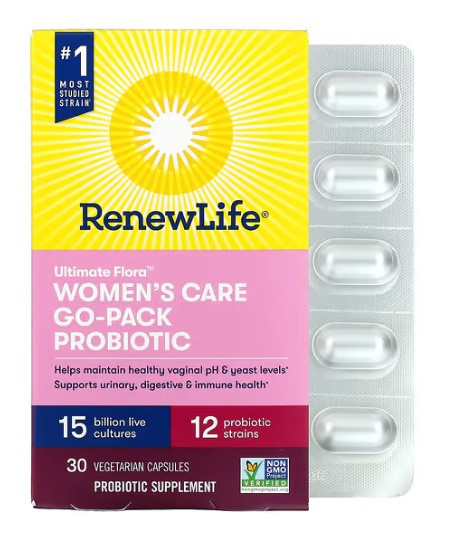 #1
MOST
STUDIED
STRAIN†
RenewLife®
Ultimate Flora™
WOMEN'S CARE
GO-PACK
PROBIOTIC
Helps maintain healthy vaginal pH & yeast levels*
Supports urinary, digestive & immune health*
15 billion live cultures
12 probiotic strains
30 VEGETARIAN CAPSULES
PROBIOTIC SUPPLEMENT
NON
GMO
Project
VERIFIED
nongmoproject.org